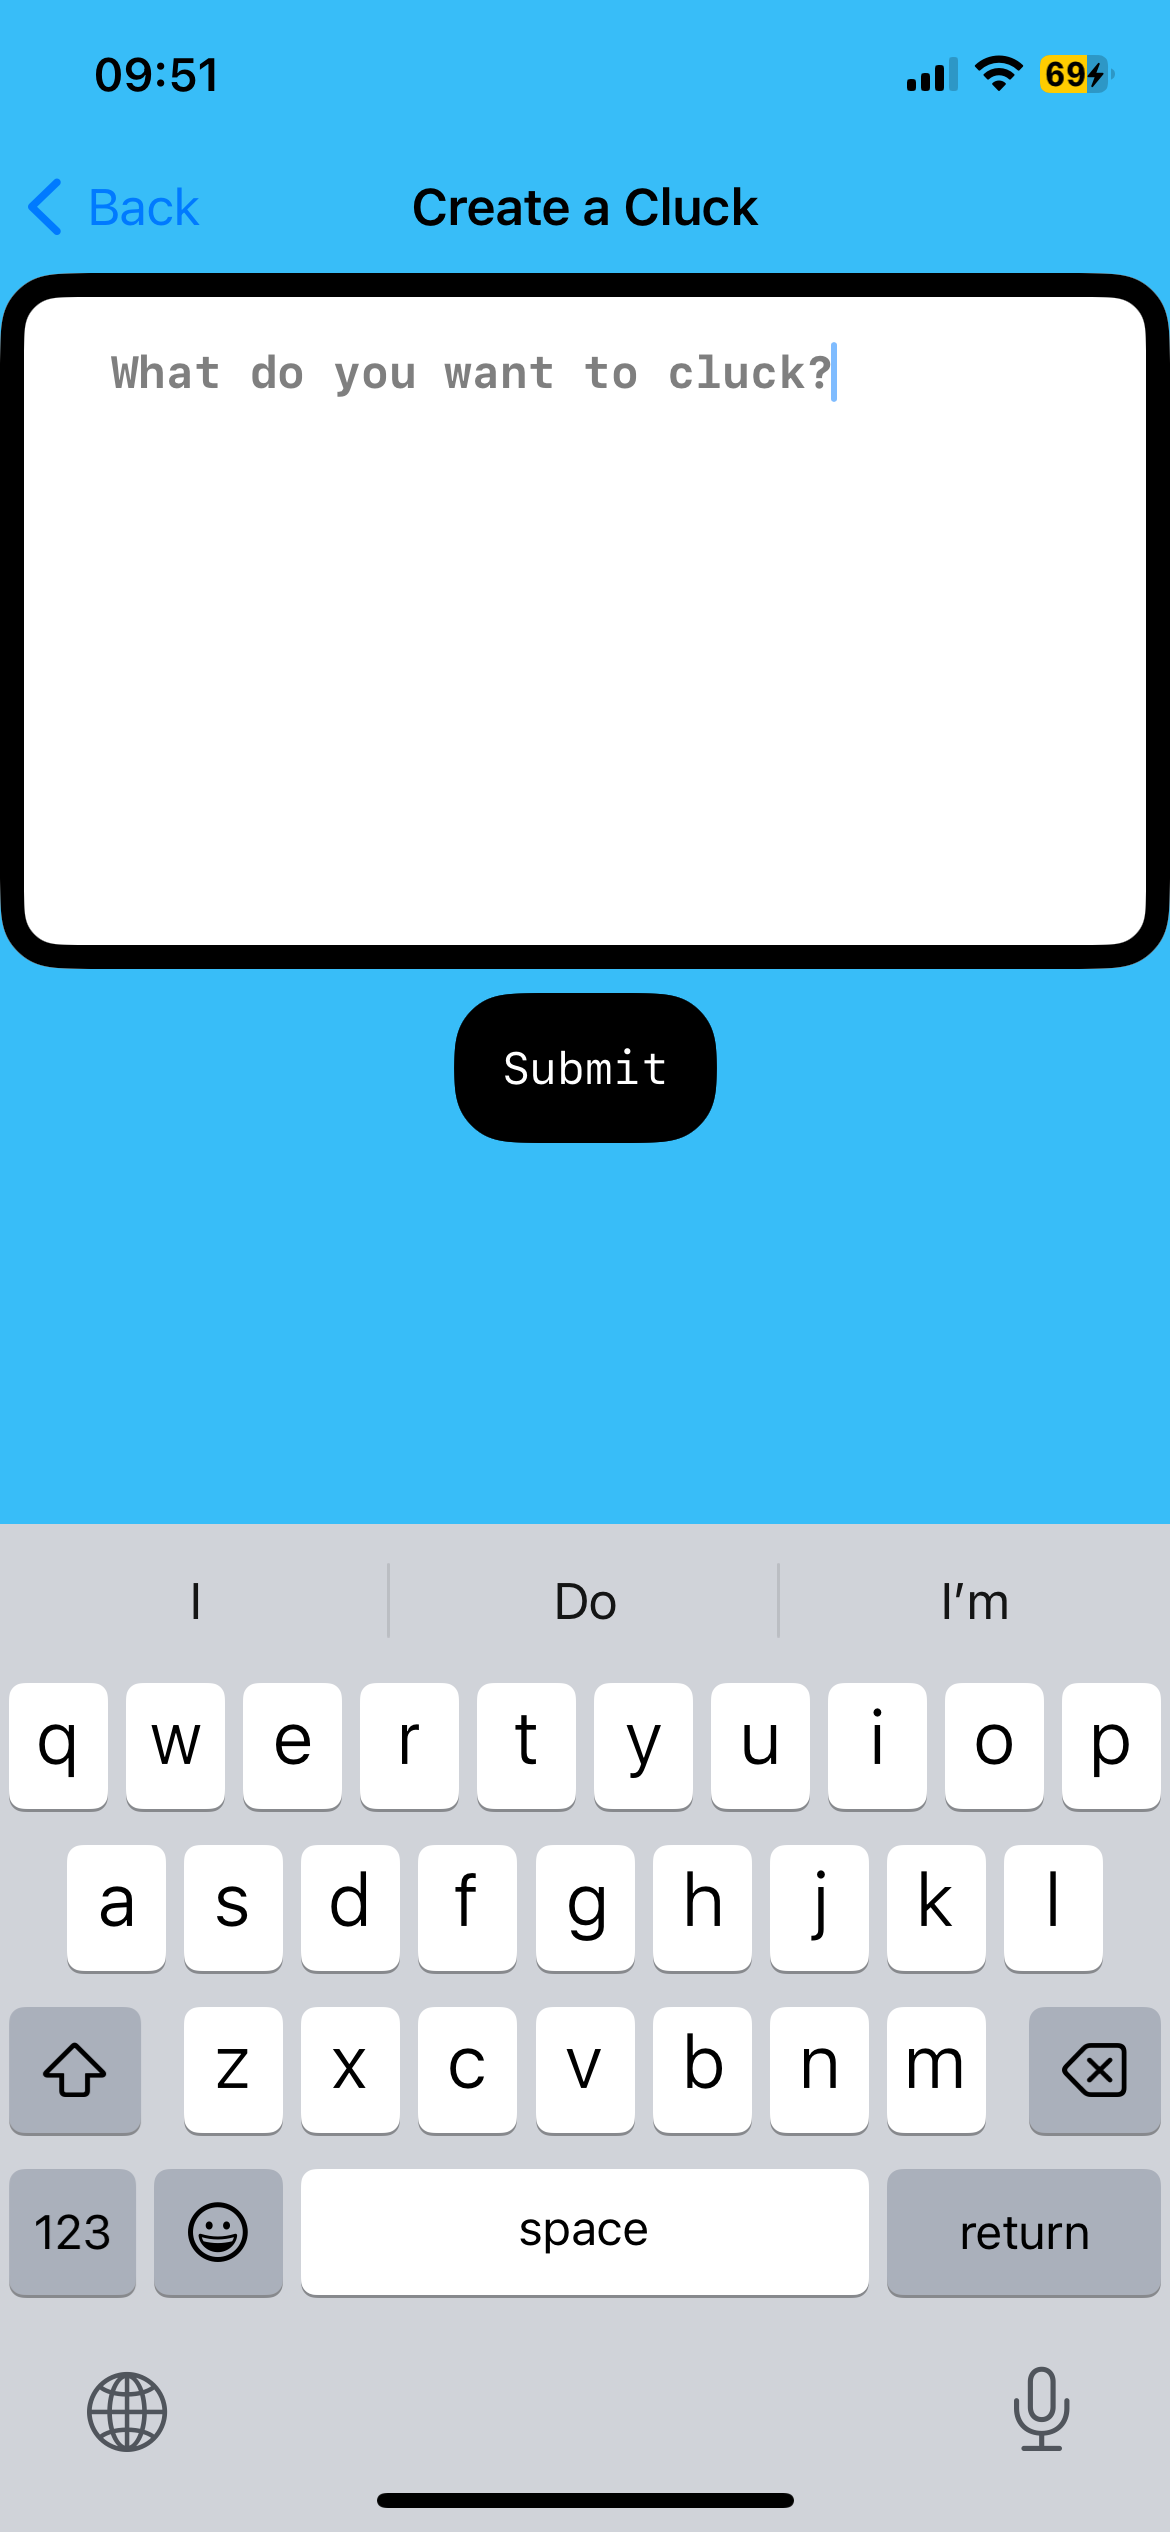 09:51
69
Back
Create a Cluck
What do you want to cluck?
Submit
I
Do
I’m
q w e r t y u i o p
a s d f g h j k l
z x c v b n m
123
space
return